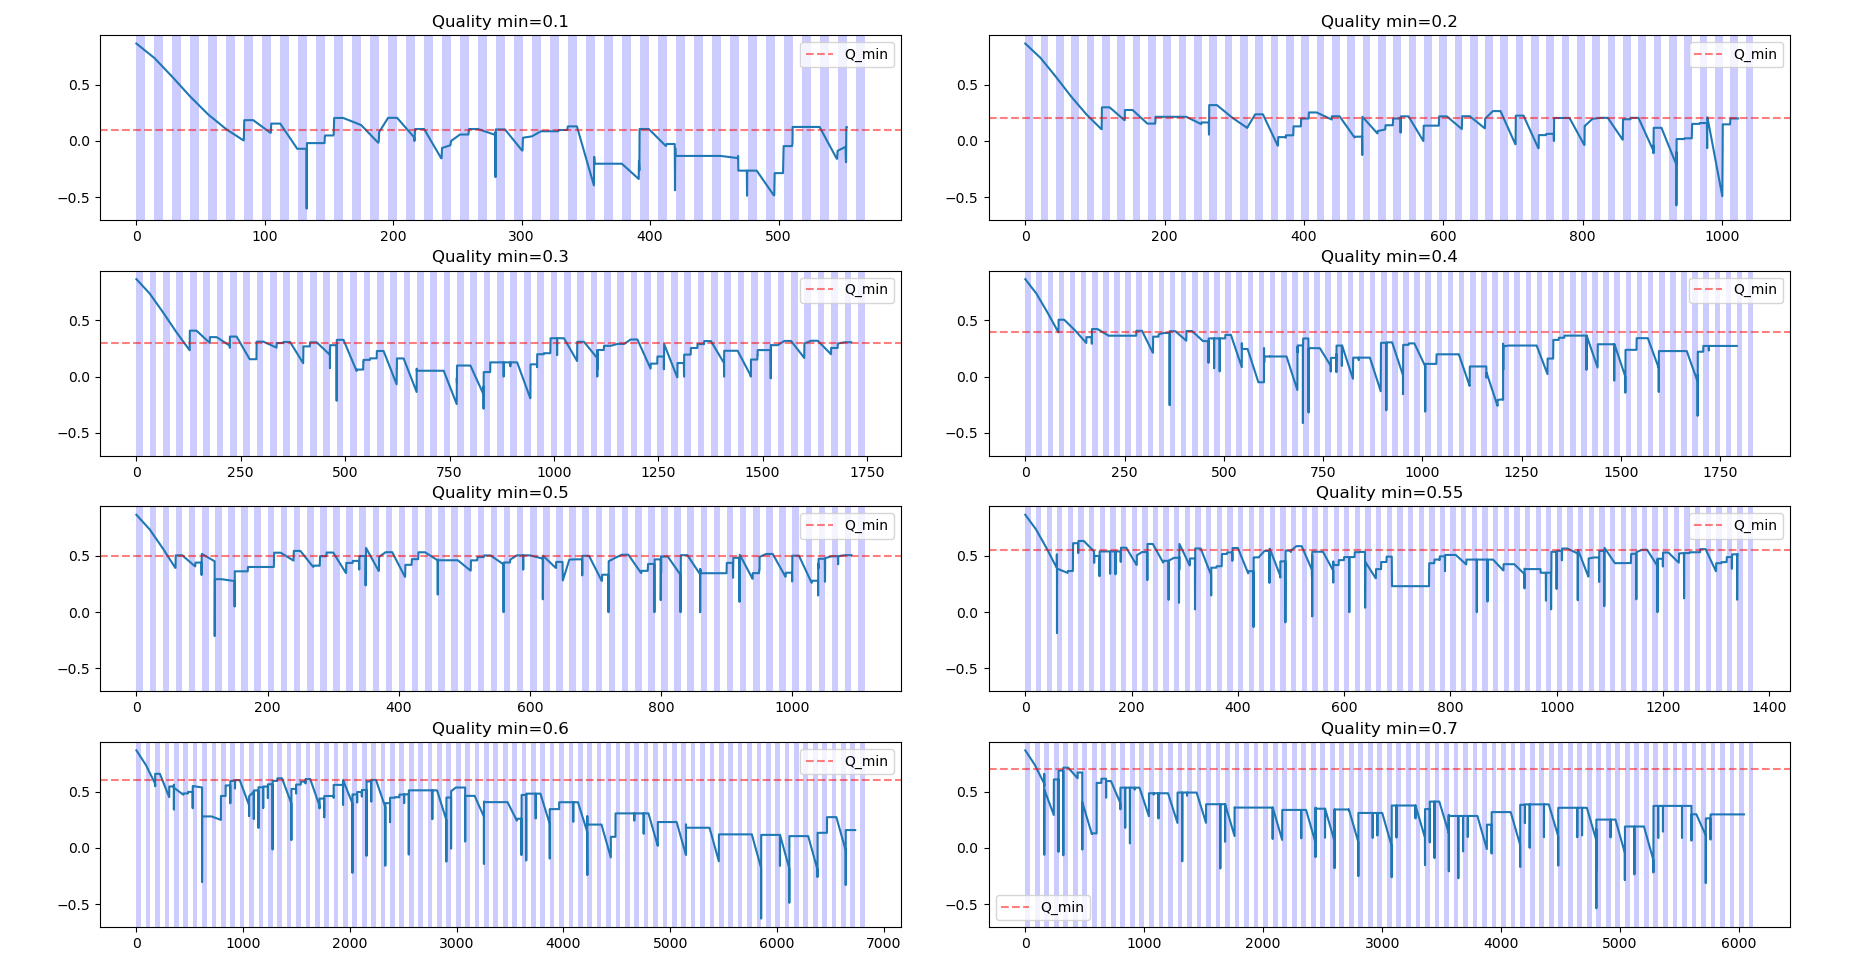 Quality min=0.1
Q_min
0.5
0.0
−0.5
0 100 200 300 400 500
Quality min=0.2
Q_min
0.5
0.0
−0.5
0 200 400 600 800 1000
Quality min=0.3
Q_min
0.5
0.0
−0.5
0 250 500 750 1000 1250 1500 1750
Quality min=0.4
Q_min
0.5
0.0
−0.5
0 250 500 750 1000 1250 1500 1750
Quality min=0.5
Q_min
0.5
0.0
−0.5
0 200 400 600 800 1000
Quality min=0.55
Q_min
0.5
0.0
−0.5
0 200 400 600 800 1000 1200 1400
Quality min=0.6
Q_min
0.5
0.0
−0.5
0 1000 2000 3000 4000 5000 6000 7000
Quality min=0.7
0.5
0.0
−0.5
Q_min
0 1000 2000 3000 4000 5000 6000